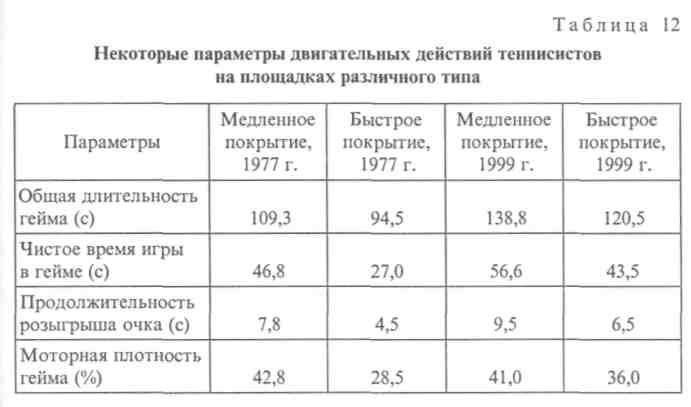 Таблица 12
Некоторые параметры двигательных действий теннисистов
на площадках различного типа
Параметры
Медленное
покрытие,
1977 г.
Быстрое
покрытие,
1977 г.
Медленное
покрытие,
1999 г.
Быстрое
покрытие,
1999 г.
Общая длительность
гейма (с) 109,3 94,5 138,8 120,5
Чистое время игры
в гейме (с) 46,8 27,0 56,6 43,5
Продолжительность
розыгрыша очка (с) 7,8 4,5 9,5 6,5
Моторная плотность
гейма (%) 42,8 28,5 41,0 36,0